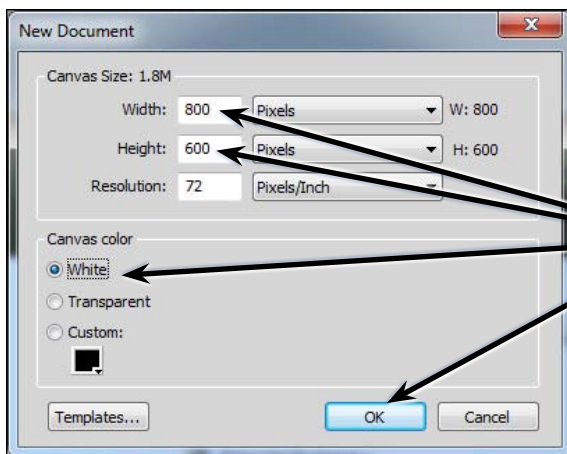 New Document
Canvas Size: 1.8M
Width: 800 Pixels W: 800
Height: 600 Pixels H: 600
Resolution: 72 Pixels/Inch
Canvas color
White
Transparent
Custom:
Templates... OK Cancel